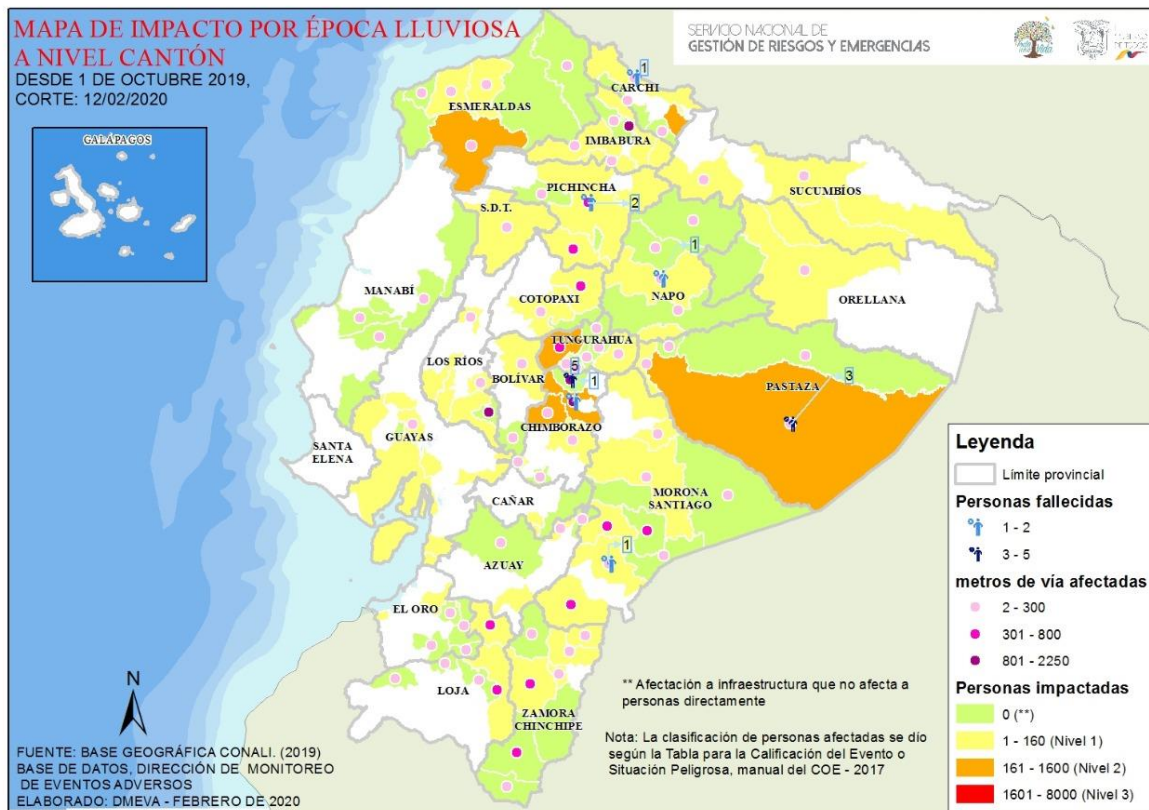 MAPA DE IMPACTO POR ÉPOCA LLUVIOSA
A NIVEL CANTÓN
DESDE 1 DE OCTUBRE 2019,
CORTE: 12/02/2020
SERVICIO NACIONAL DE
GESTIÓN DE RIESGOS Y EMERGENCIAS
GALÁPAGOS
1
CARCHI
ESMERALDAS
IMBABURA
SUCUMBÍOS
PICHINCHA
2
S.D.T.
1
MANABÍ
COTOPAXI
NAPO
ORELLANA
TUNGURAHUA
LOS RÍOS
BOLÍVAR
5
1
PASTAZA
3
CHIMBORAZO
GUAYAS
SANTA
ELENA
CAÑAR
MORONA
SANTIAGO
1
AZUAY
EL ORO
LOJA
ZAMORA
CHINCHIPE
N
** Afectación a infraestructura que no afecta a
personas directamente
Nota: La clasificación de personas afectadas se dío
según la Tabla para la Calificación del Evento o
Situación Peligrosa, manual del COE - 2017
FUENTE: BASE GEOGRÁFICA CONALI. (2019)
BASE DE DATOS, DIRECCIÓN DE MONITOREO
DE EVENTOS ADVERSOS
ELABORADO: DMEVA - FEBRERO DE 2020
Leyenda
Límite provincial
Personas fallecidas
1 - 2
3 - 5
metros de vía afectadas
2 - 300
301 - 800
801 - 2250
Personas impactadas
0 (**)
1 - 160 (Nivel 1)
161 - 1600 (Nivel 2)
1601 - 8000 (Nivel 3)